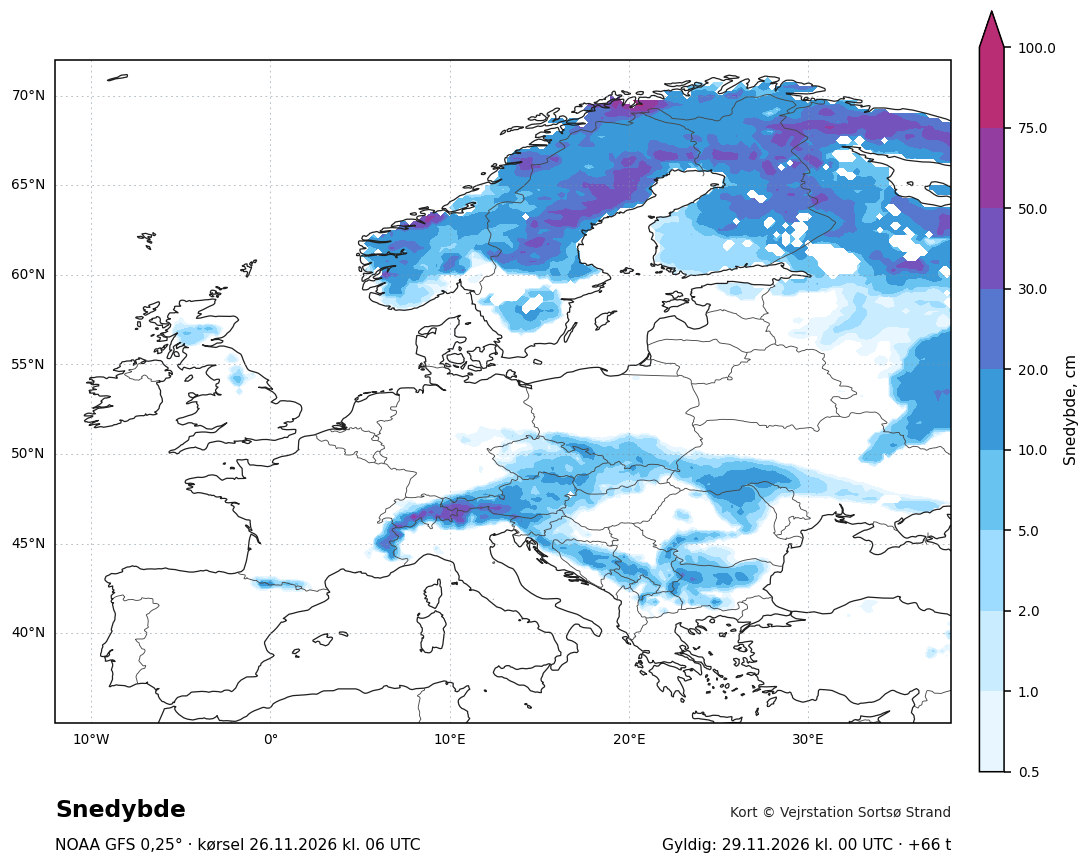 70°N
65°N
60°N
55°N
50°N
45°N
40°N
10°W 0° 10°E 20°E 30°E
100.0
75.0
50.0
30.0
20.0
10.0
5.0
2.0
1.0
0.5
Snedybde, cm
Snedybde
Kort © Vejrstation Sortsø Strand
NOAA GFS 0,25° · kørsel 26.11.2026 kl. 06 UTC
Gyldig: 29.11.2026 kl. 00 UTC · +66 t